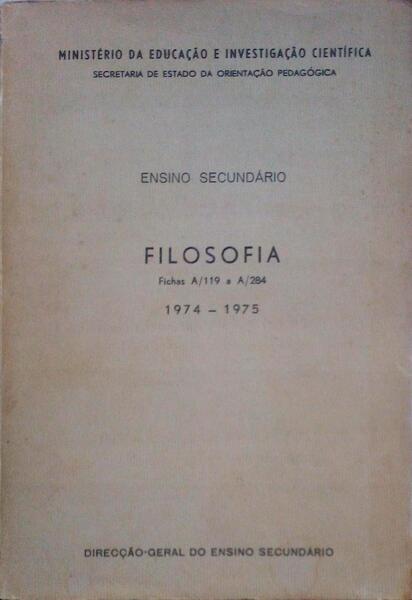 MINISTÉRIO DA EDUCAÇÃO E INVESTIGAÇÃO CIENTÍFICA
SECRETARIA DE ESTADO DA ORIENTAÇÃO PEDAGÓGICA
ENSINO SECUNDÁRIO
FILOSOFIA
Fichas A/119 a A/284
1974 - 1975
DIRECÇÃO-GERAL DO ENSINO SECUNDÁRIO